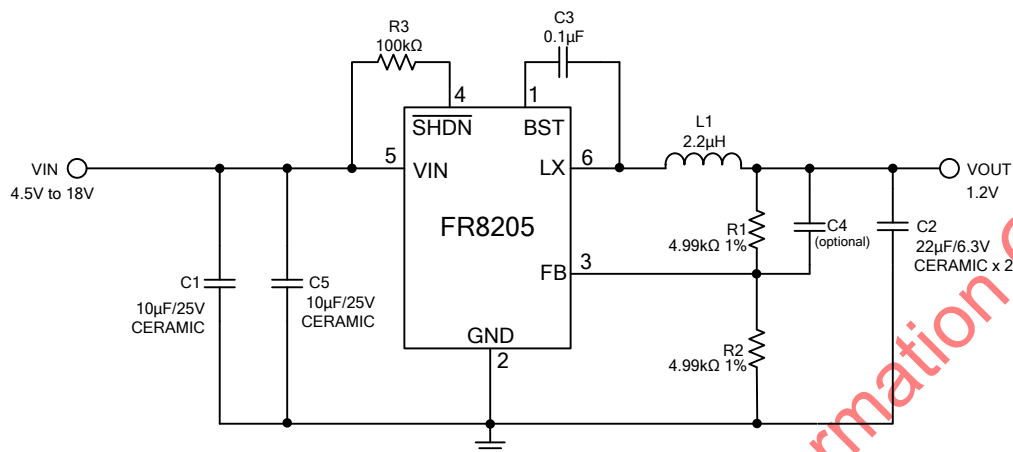 R3
100kΩ
C3
0.1μF
4
1
SHDN
BST
L1
2.2μH
VIN
4.5V to 18V
5
VIN
LX
6
VOUT
1.2V
FR8205
R1
4.99kΩ 1%
C4
(optional)
C2
22μF/6.3V
CERAMIC x 2
FB
3
C1
10μF/25V
CERAMIC
C5
10μF/25V
CERAMIC
GND
2
R2
4.99kΩ 1%
rmation